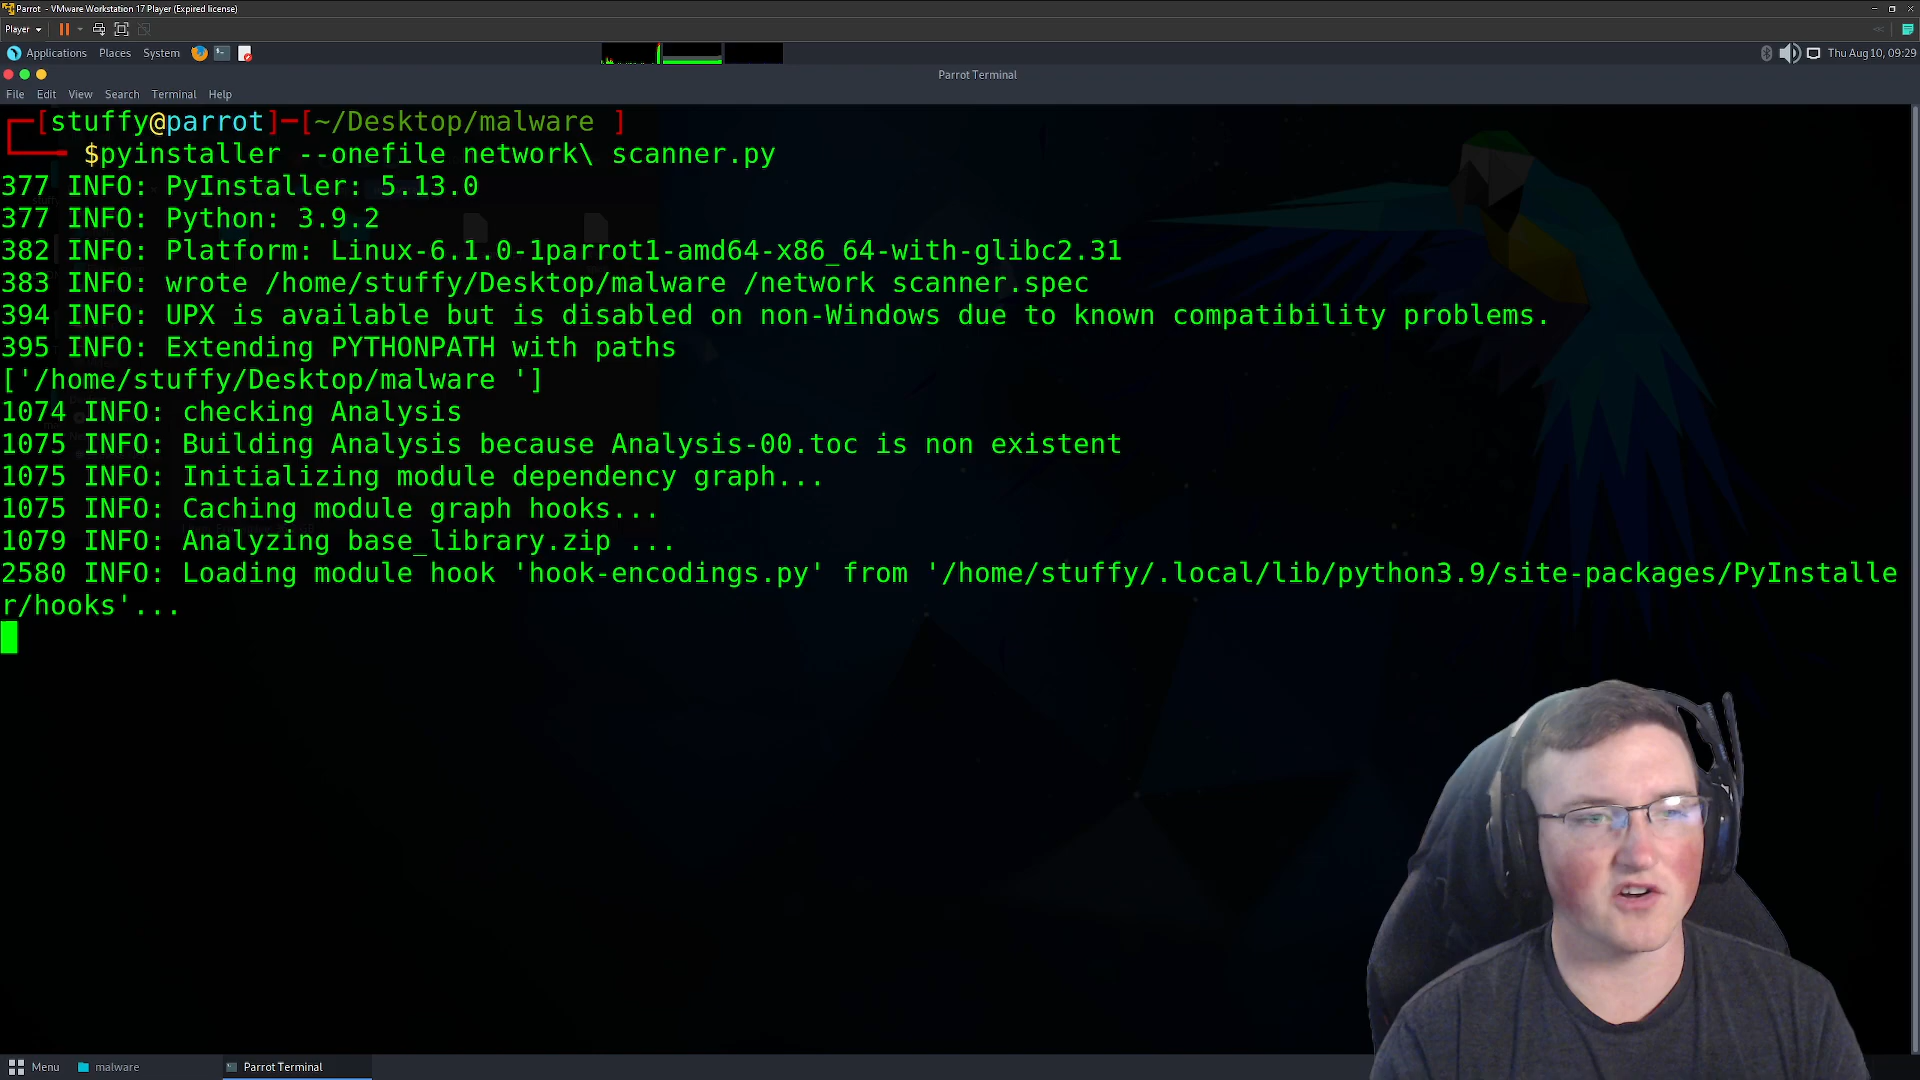 Parrot - VMware Workstation 17 Player (Expired license)
Player
Applications Places System
Thu Aug 10, 09:29
Parrot Terminal
File Edit View Search Terminal Help
[stuffy@parrot]─[~/Desktop/malware ]
$pyinstaller --onefile network\ scanner.py
377 INFO: PyInstaller: 5.13.0
377 INFO: Python: 3.9.2
382 INFO: Platform: Linux-6.1.0-1parrot1-amd64-x86_64-with-glibc2.31
383 INFO: wrote /home/stuffy/Desktop/malware /network scanner.spec
394 INFO: UPX is available but is disabled on non-Windows due to known compatibility problems.
395 INFO: Extending PYTHONPATH with paths
['/home/stuffy/Desktop/malware ']
1074 INFO: checking Analysis
1075 INFO: Building Analysis because Analysis-00.toc is non existent
1075 INFO: Initializing module dependency graph...
1075 INFO: Caching module graph hooks...
1079 INFO: Analyzing base_library.zip ...
2580 INFO: Loading module hook 'hook-encodings.py' from '/home/stuffy/.local/lib/python3.9/site-packages/PyInstalle
r/hooks'...
Menu malware Parrot Terminal